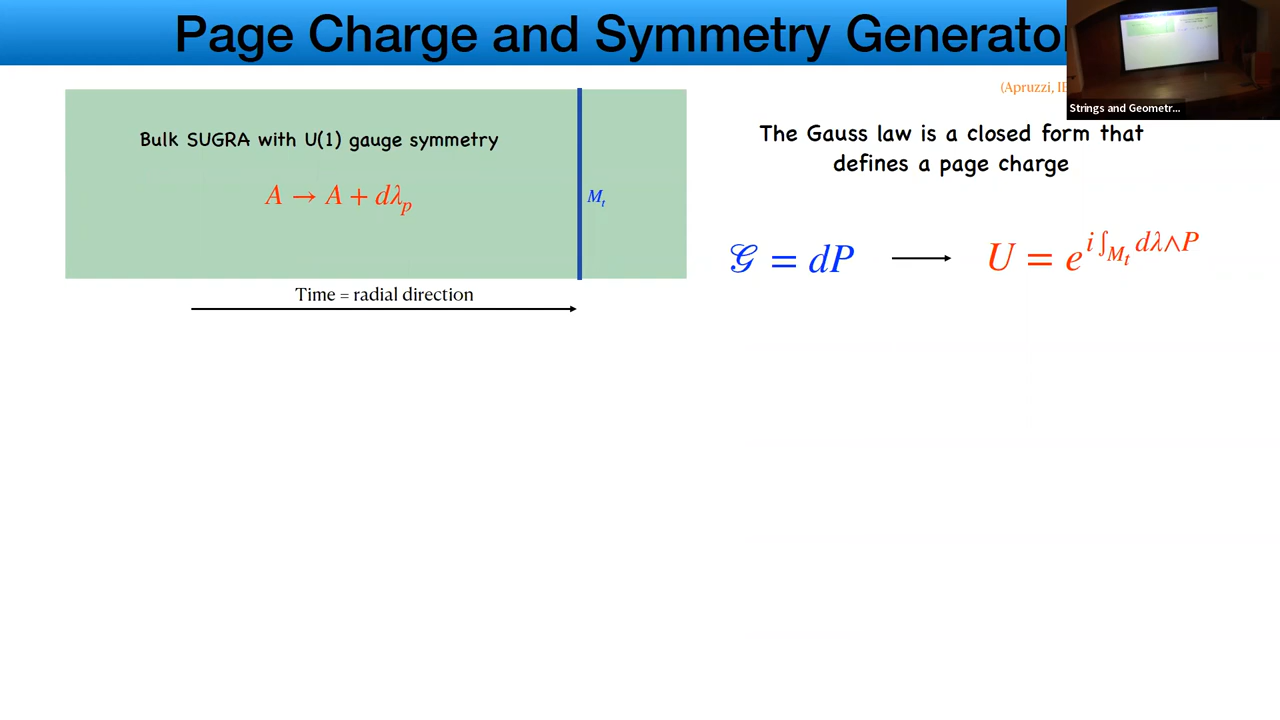 Page Charge and Symmetry Generator
(Apruzzi,
Strings and Geometr...
Bulk SUGRA with U(1) gauge symmetry
A → A + dλ_p
M_t
Time = radial direction
The Gauss law is a closed form that
defines a page charge
𝒢 = dP ⟶ U = e^{i ∫_{M_t} dλ∧P}